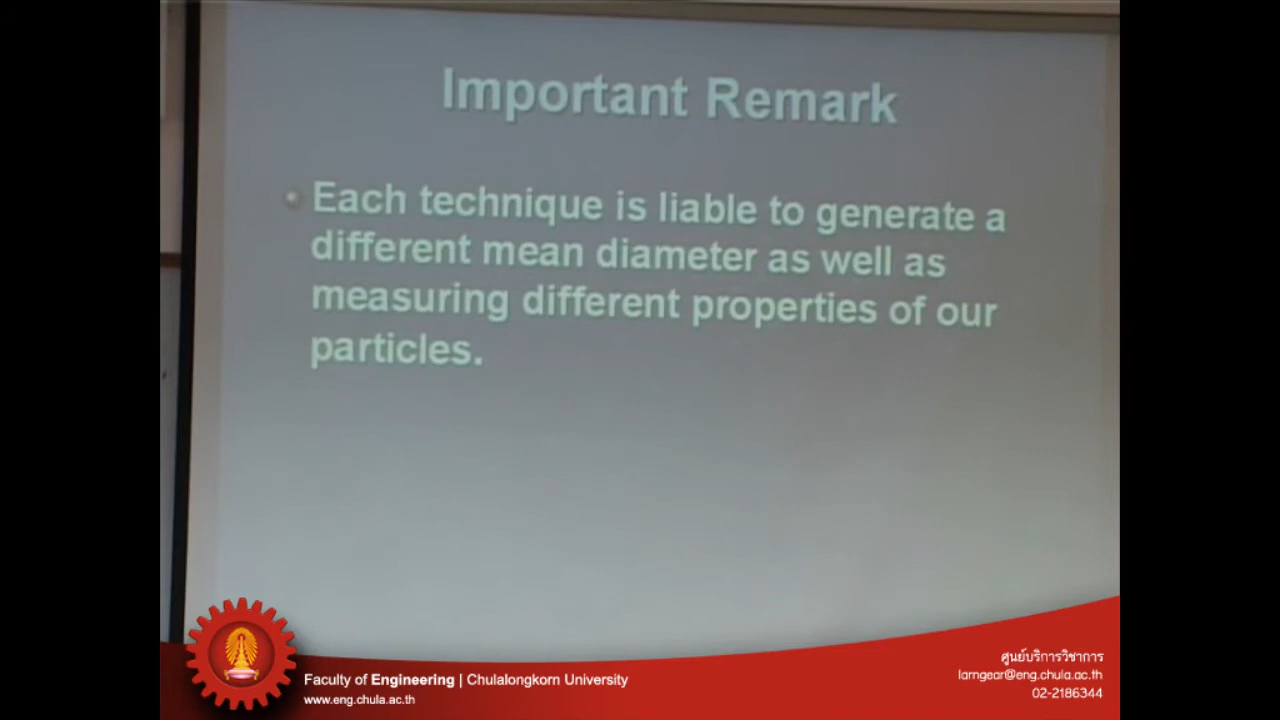 Important Remark
Each technique is liable to generate a
different mean diameter as well as
measuring different properties of our
particles.
Faculty of Engineering | Chulalongkorn University
www.eng.chula.ac.th
ศูนย์บริการวิชาการ
larngear@eng.chula.ac.th
02-2186344